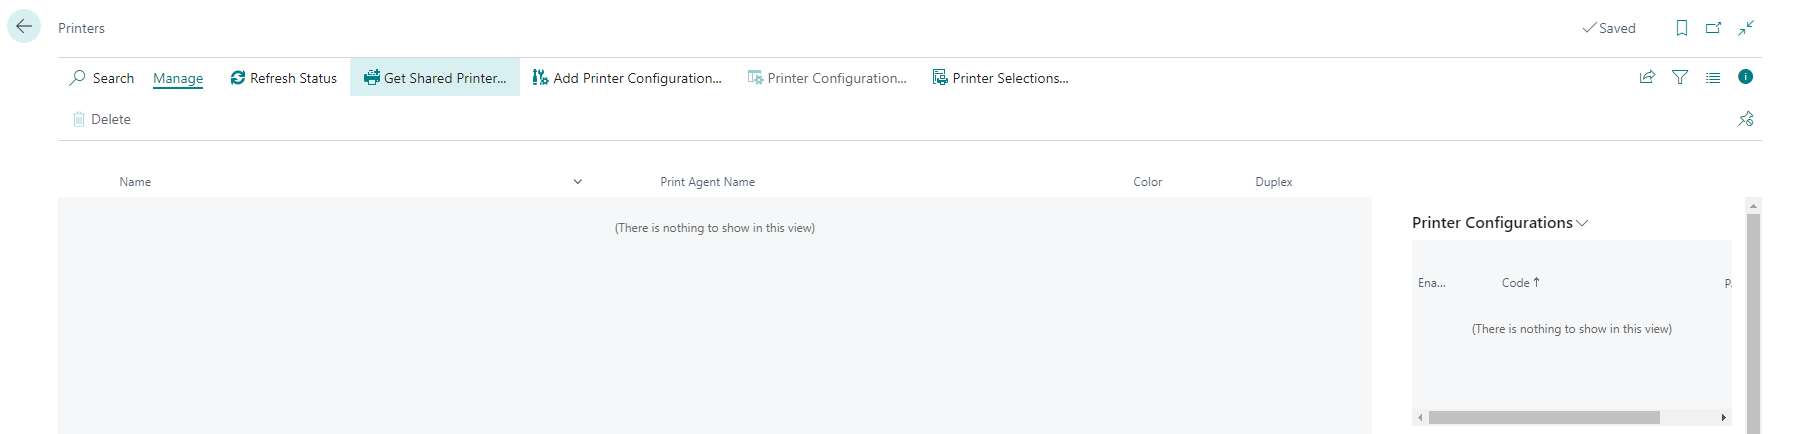 Printers
Saved
Search Manage Refresh Status Get Shared Printer... Add Printer Configuration... Printer Configuration... Printer Selections...
Delete
Name Print Agent Name Color Duplex
(There is nothing to show in this view)
Printer Configurations
Ena... Code P.
(There is nothing to show in this view)